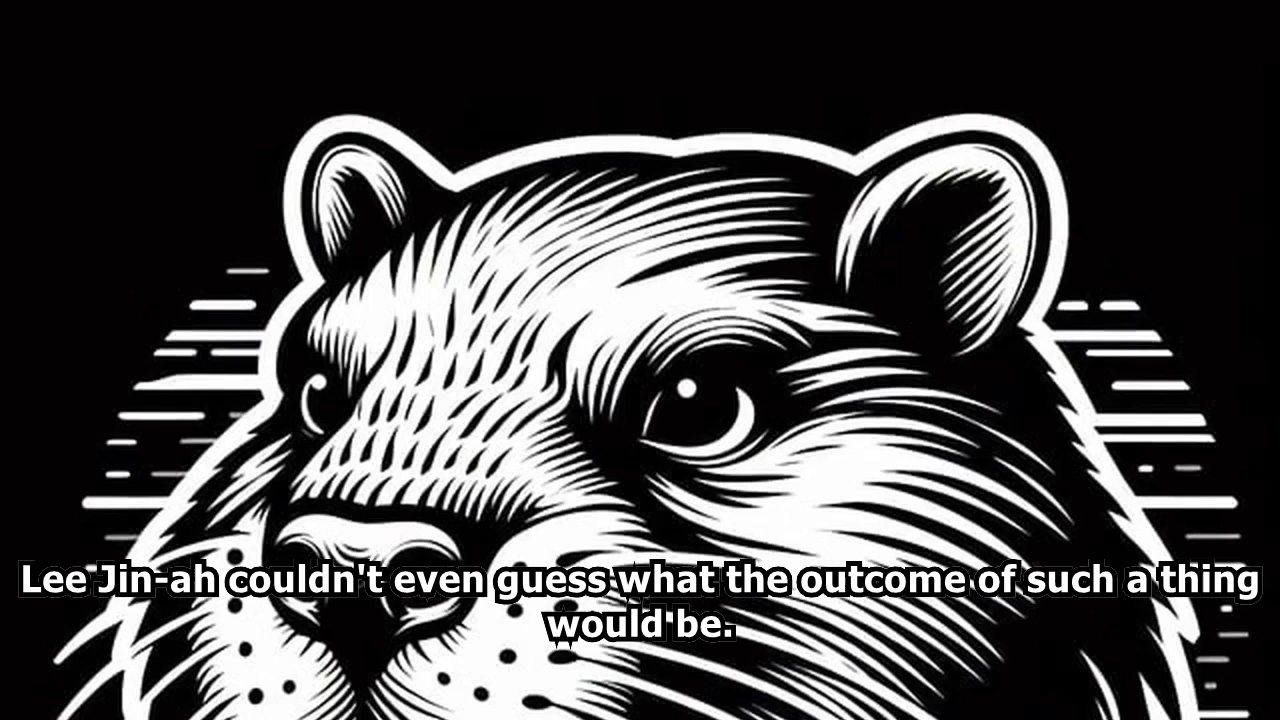 Lee Jin-ah couldn't even guess what the outcome of such a thing
would be.